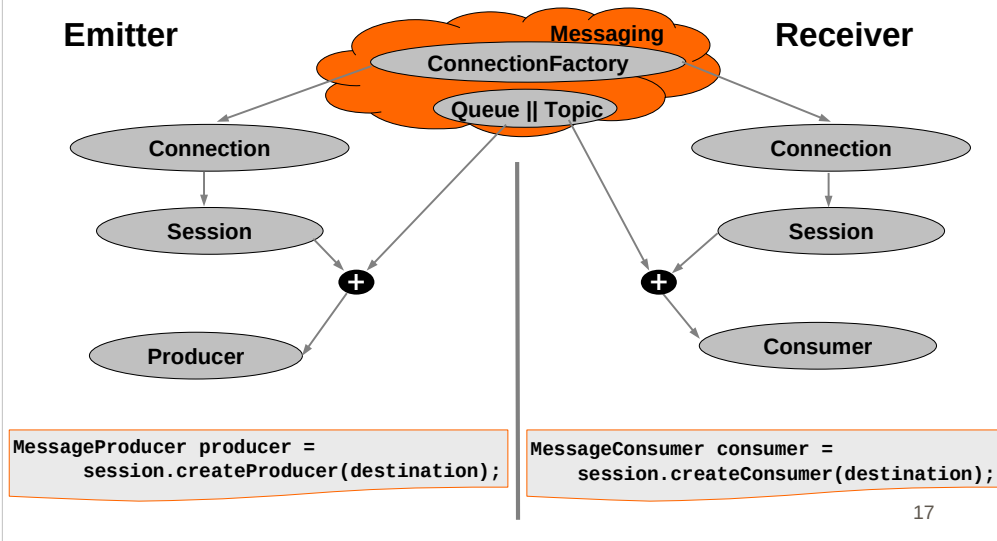 Emitter
Messaging
Receiver
ConnectionFactory
Queue || Topic
Connection
Connection
Session
Session
+
+
Producer
Consumer
MessageProducer producer =
session.createProducer(destination);
MessageConsumer consumer =
session.createConsumer(destination);
17